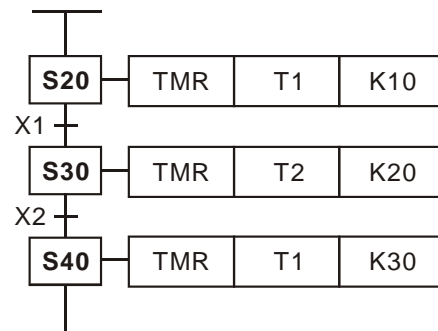 S20 TMR T1 K10
X1
S30 TMR T2 K20
X2
S40 TMR T1 K30